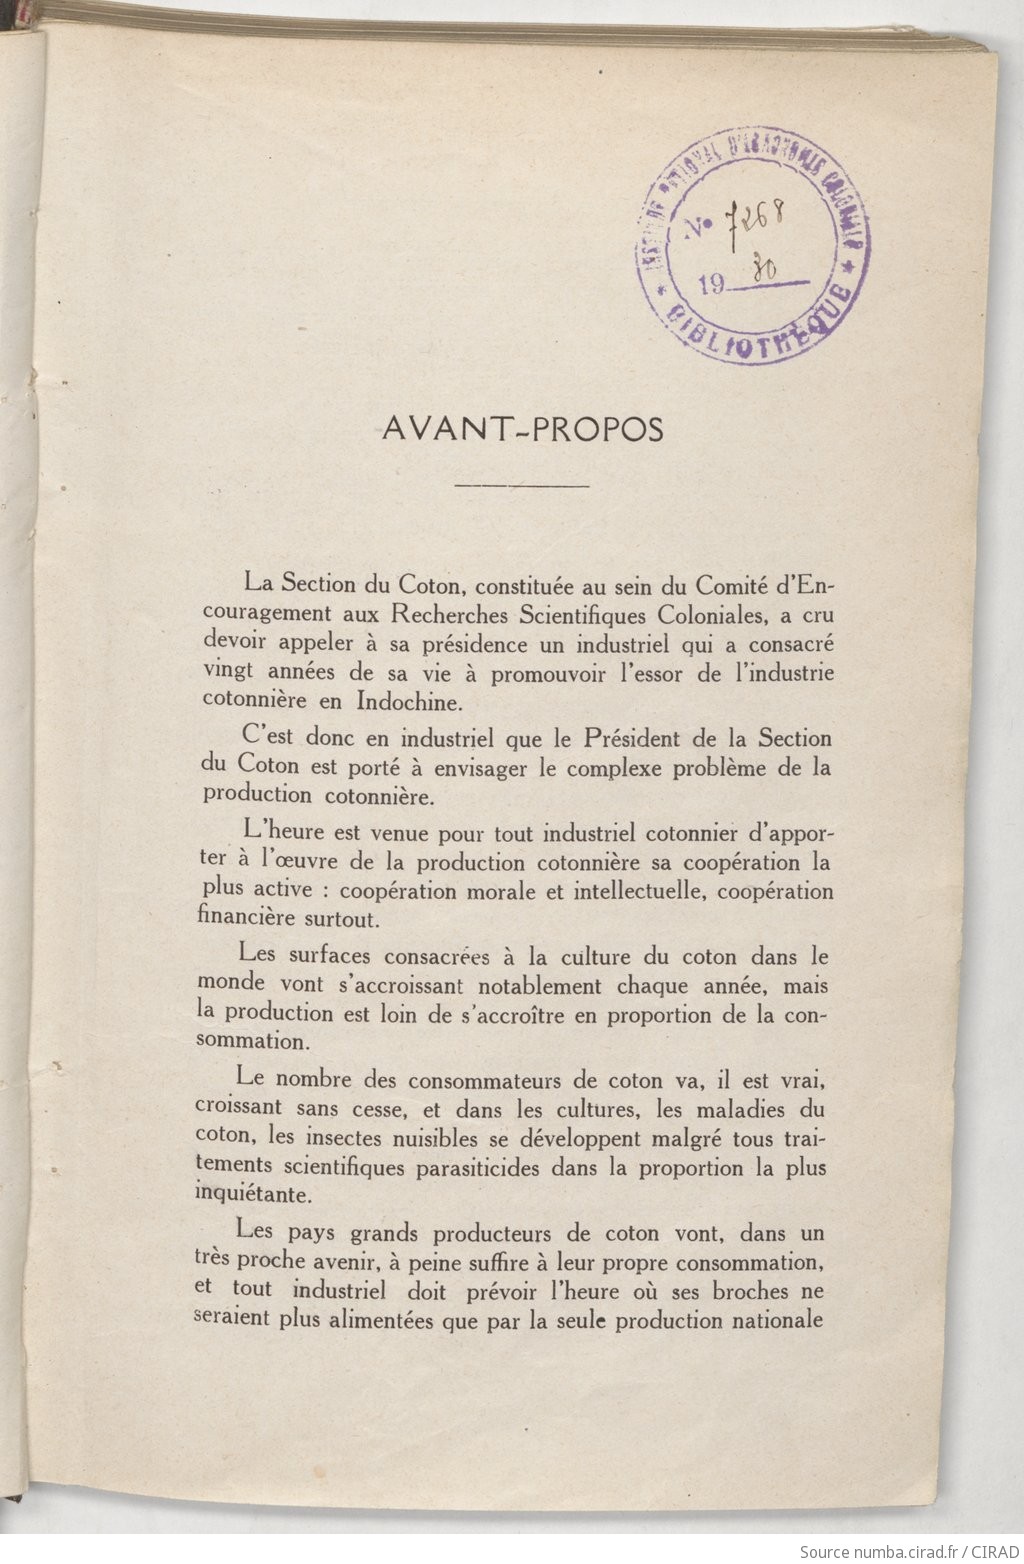 INSTITUT NATIONAL D'AGRONOMIE COLONIALE
★ BIBLIOTHÈQUE ★
No 7268
19 30
AVANT-PROPOS
La Section du Coton, constituée au sein du Comité d'En-
couragement aux Recherches Scientifiques Coloniales, a cru
devoir appeler à sa présidence un industriel qui a consacré
vingt années de sa vie à promouvoir l'essor de l'industrie
cotonnière en Indochine.
C'est donc en industriel que le Président de la Section
du Coton est porté à envisager le complexe problème de la
production cotonnière.
L'heure est venue pour tout industriel cotonnier d'appor-
ter à l'œuvre de la production cotonnière sa coopération la
plus active : coopération morale et intellectuelle, coopération
financière surtout.
Les surfaces consacrées à la culture du coton dans le
monde vont s'accroissant notablement chaque année, mais
la production est loin de s'accroître en proportion de la con-
sommation.
Le nombre des consommateurs de coton va, il est vrai,
croissant sans cesse, et dans les cultures, les maladies du
coton, les insectes nuisibles se développent malgré tous trai-
tements scientifiques parasiticides dans la proportion la plus
inquiétante.
Les pays grands producteurs de coton vont, dans un
très proche avenir, à peine suffire à leur propre consommation,
et tout industriel doit prévoir l'heure où ses broches ne
seraient plus alimentées que par la seule production nationale
Source numba.cirad.fr / CIRAD